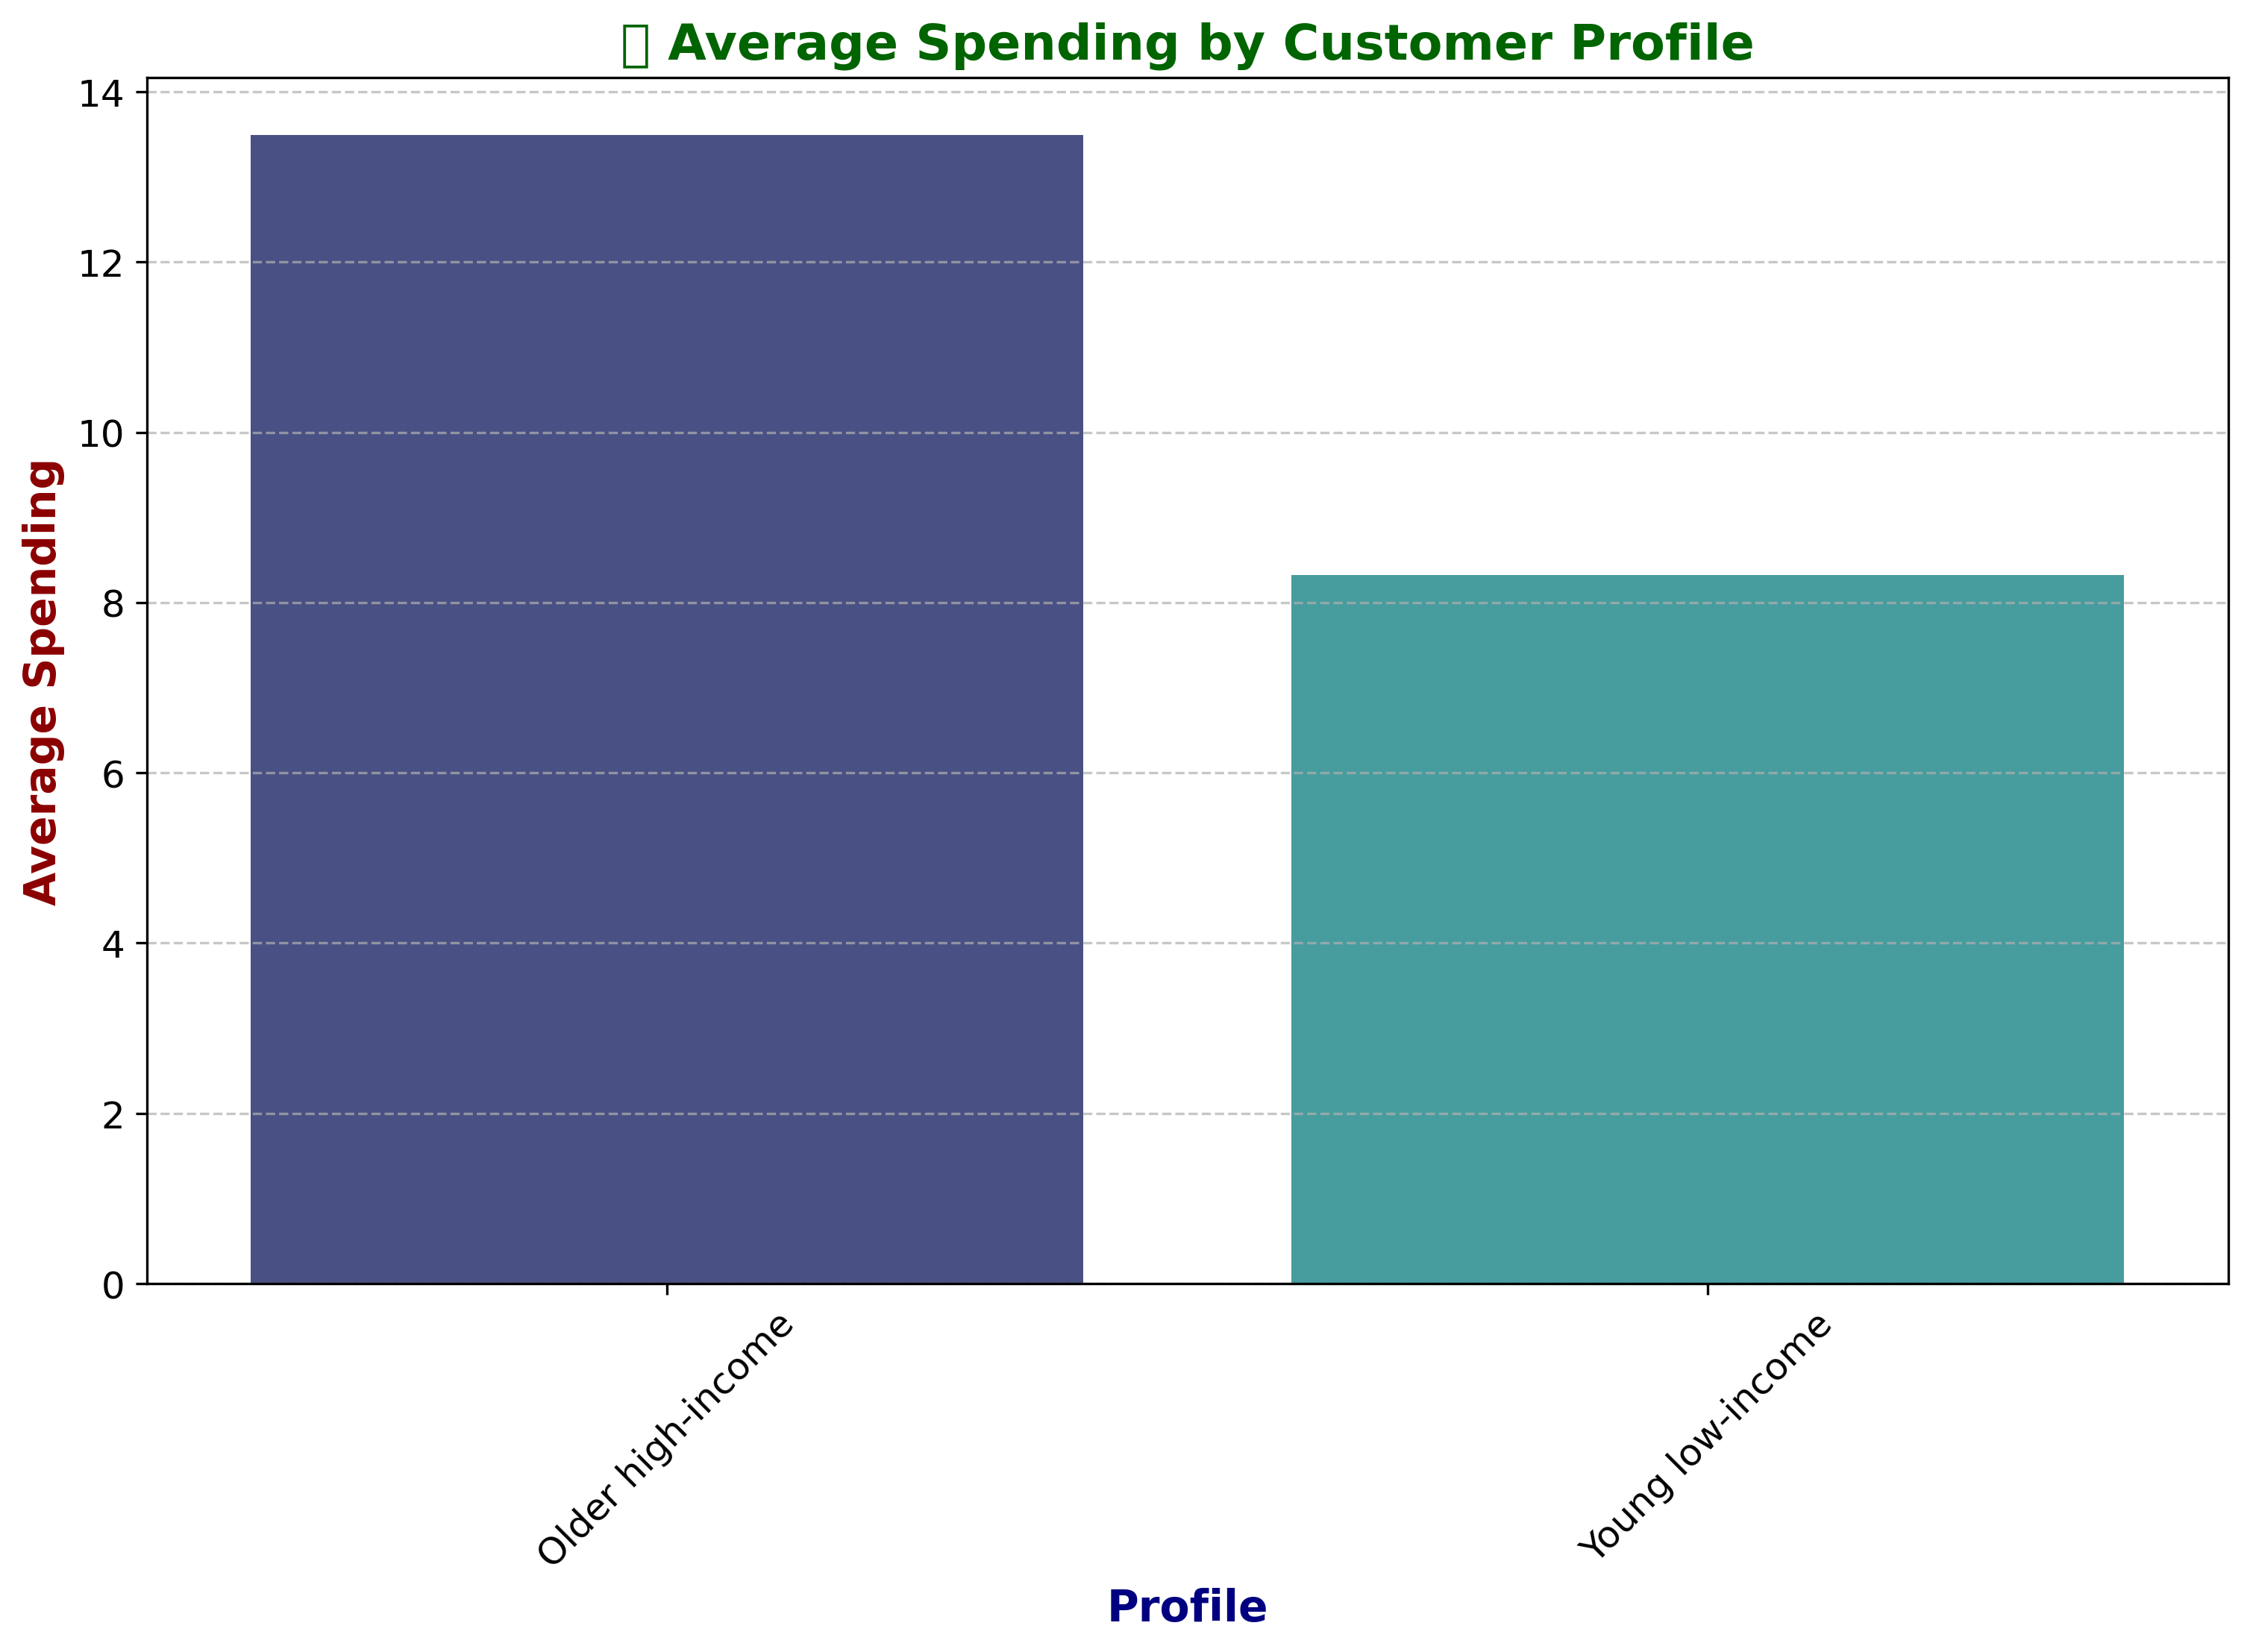 Average Spending by Customer Profile
14
12
10
8
6
4
2
0
Average Spending
Older high-income
Young low-income
Profile